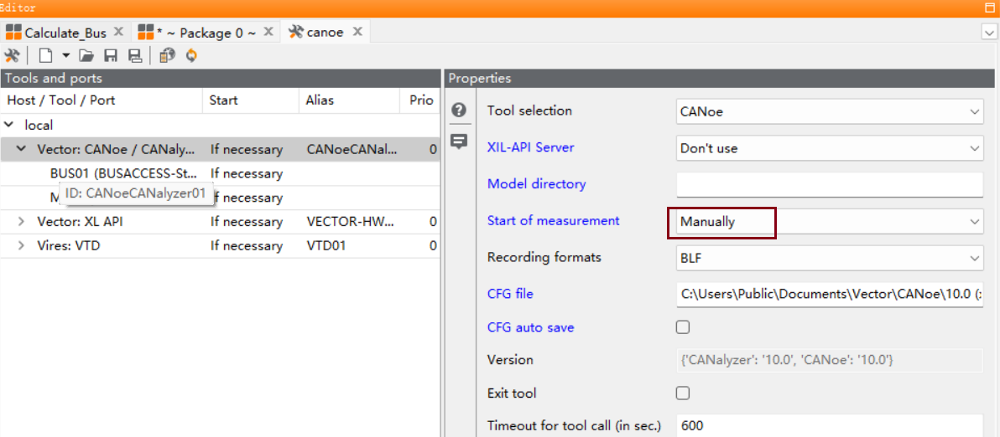 Editor
Calculate_Bus
* ~ Package 0 ~
canoe
Tools and ports
Host / Tool / Port Start Alias Prio
local
Vector: CANoe / CANaly... If necessary CANoeCANal... 0
BUS01 (BUSACCESS-St... If necessary
M
ID: CANoeCANalyzer01
f necessary
Vector: XL API If necessary VECTOR-HW... 0
Vires: VTD If necessary VTD01 0
Properties
Tool selection CANoe
XIL-API Server Don't use
Model directory
Start of measurement Manually
Recording formats BLF
CFG file C:\Users\Public\Documents\Vector\CANoe\10.0 (
CFG auto save
Version {'CANalyzer': '10.0', 'CANoe': '10.0'}
Exit tool
Timeout for tool call (in sec.) 600